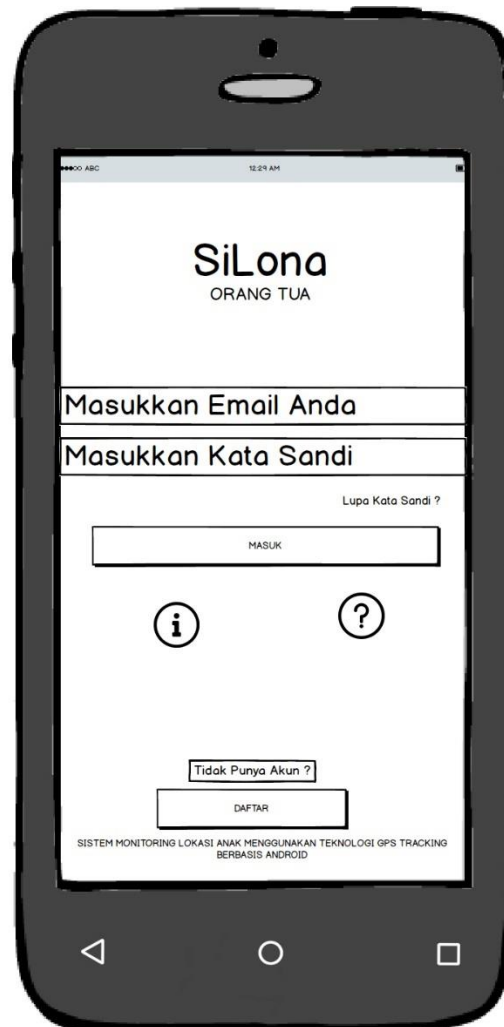 ●●●○○ ABC 12:29 AM
SiLona
ORANG TUA
Masukkan Email Anda
Masukkan Kata Sandi
Lupa Kata Sandi ?
MASUK
i ?
Tidak Punya Akun ?
DAFTAR
SISTEM MONITORING LOKASI ANAK MENGGUNAKAN TEKNOLOGI GPS TRACKING
BERBASIS ANDROID